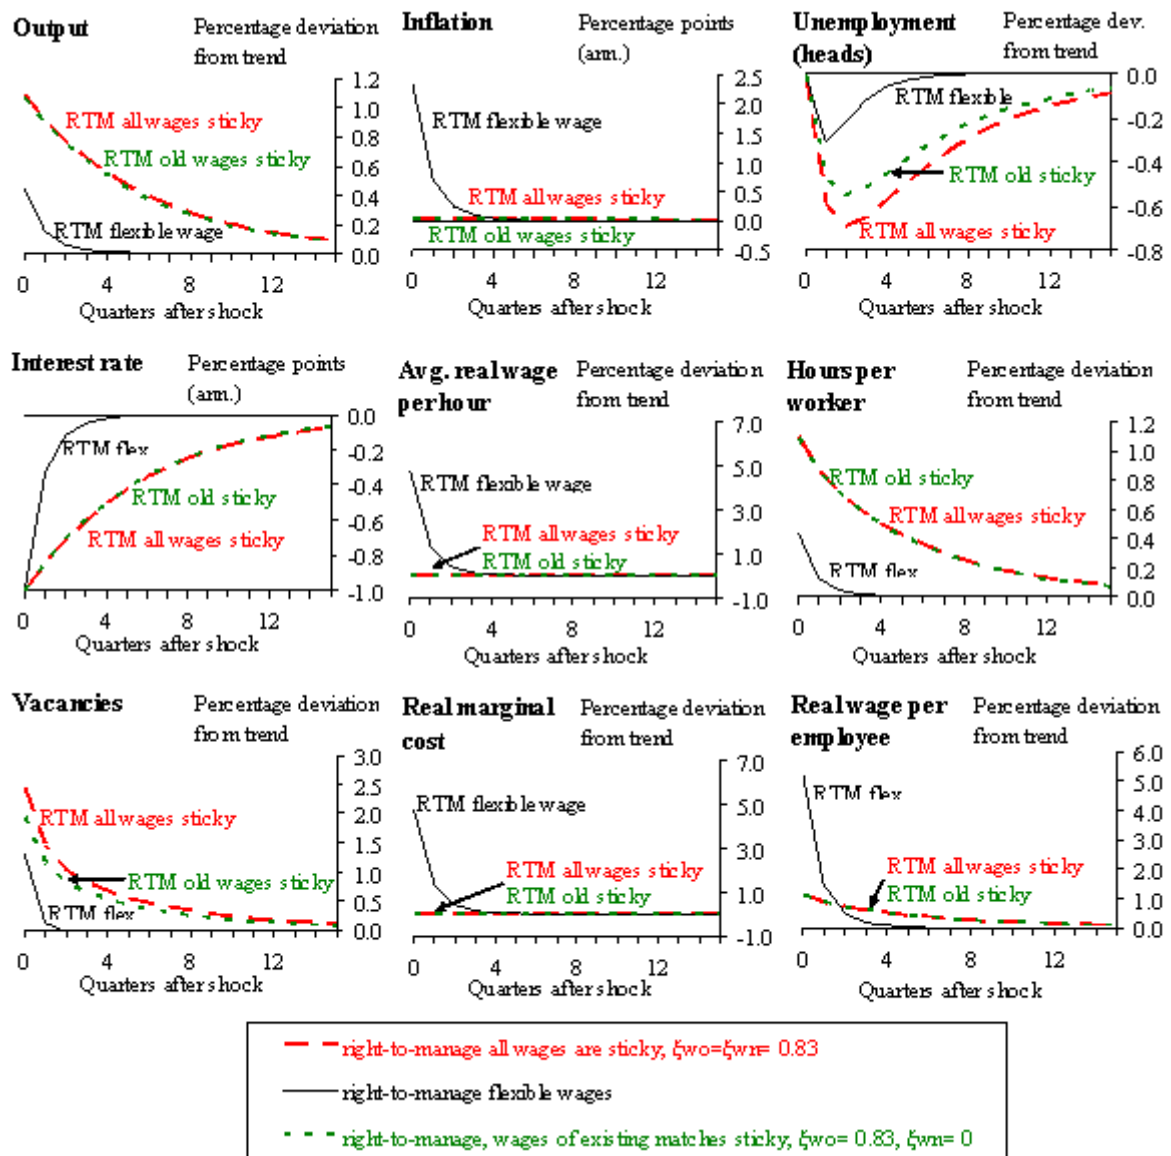 Output
Percentage deviation
from trend
1.2
1.0
0.8
0.6
0.4
0.2
0.0
RTM all wages sticky
RTM old wages sticky
RTM flexible wage
0 4 8 12
Quarters after shock
Inflation
Percentage points
(ann.)
2.5
2.0
1.5
1.0
0.5
0.0
-0.5
RTM flexible wage
RTM all wages sticky
RTM old wages sticky
0 4 8 12
Quarters after shock
Unemployment
(heads)
Percentage dev.
from trend
0.0
-0.2
-0.4
-0.6
-0.8
RTM flexible
RTM old sticky
RTM all wages sticky
0 4 8 12
Quarters after shock
Interest rate
Percentage points
(ann.)
0.0
-0.2
-0.4
-0.6
-0.8
-1.0
RTM flex
RTM old sticky
RTM all wages sticky
0 4 8 12
Quarters after shock
Avg. real wage
per hour
Percentage deviation
from trend
7.0
5.0
3.0
1.0
-1.0
RTM flexible wage
RTM all wages sticky
RTM old sticky
0 4 8 12
Quarters after shock
Hours per
worker
Percentage deviation
from trend
1.2
1.0
0.8
0.6
0.4
0.2
0.0
RTM old sticky
RTM all wages sticky
RTM flex
0 4 8 12
Quarters after shock
Vacancies
Percentage deviation
from trend
3.0
2.5
2.0
1.5
1.0
0.5
0.0
RTM all wages sticky
RTM old wages sticky
RTM flex
0 4 8 12
Quarters after shock
Real marginal
cost
Percentage deviation
from trend
7.0
5.0
3.0
1.0
-1.0
RTM flexible wage
RTM all wages sticky
RTM old sticky
0 4 8 12
Quarters after shock
Real wage per
employee
Percentage deviation
from trend
6.0
5.0
4.0
3.0
2.0
1.0
0.0
RTM flex
RTM all wages sticky
RTM old sticky
0 4 8 12
Quarters after shock
right-to-manage all wages are sticky, ξwo=ξwn= 0.83
right-to-manage flexible wages
right-to-manage, wages of existing matches sticky, ξwo= 0.83, ξwn= 0